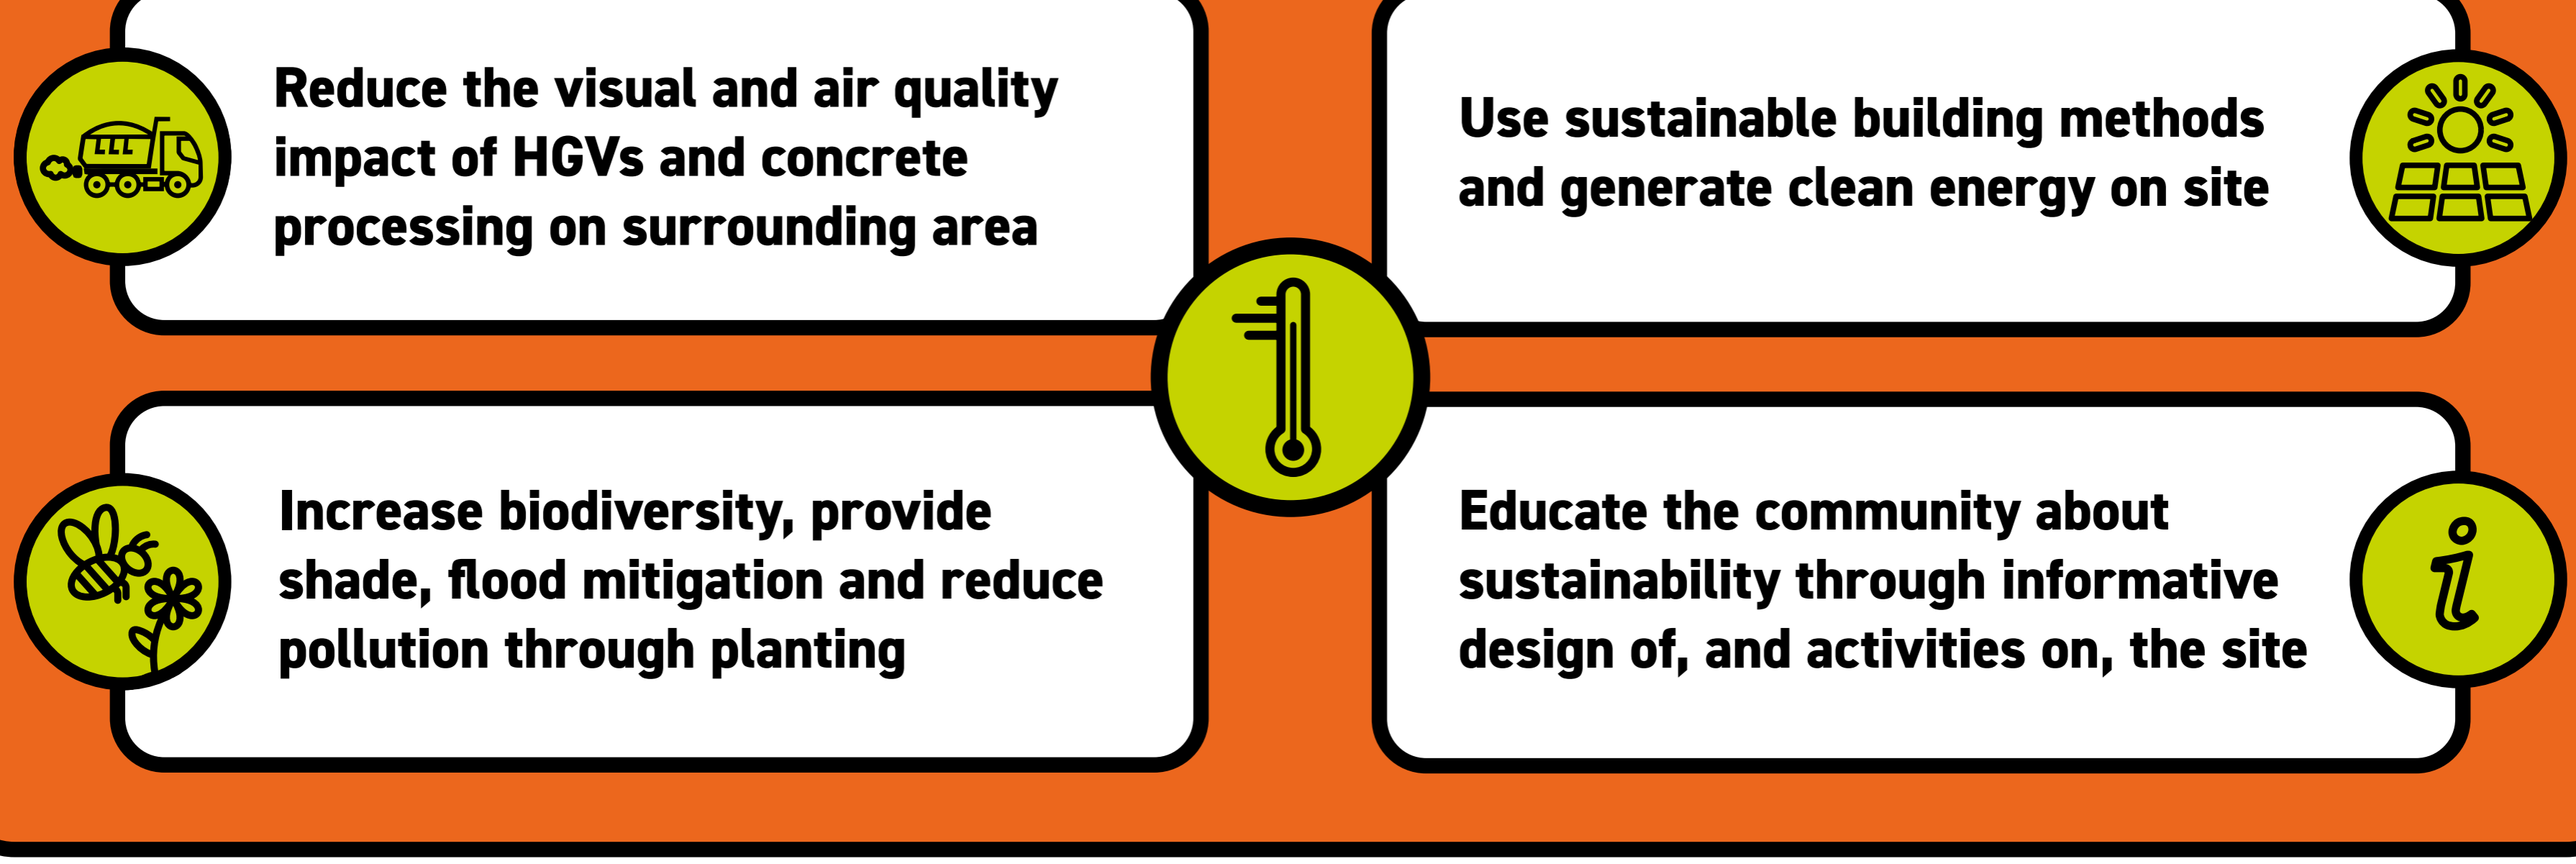 Reduce the visual and air quality
impact of HGVs and concrete
processing on surrounding area
Use sustainable building methods
and generate clean energy on site
Increase biodiversity, provide
shade, flood mitigation and reduce
pollution through planting
Educate the community about
sustainability through informative
design of, and activities on, the site